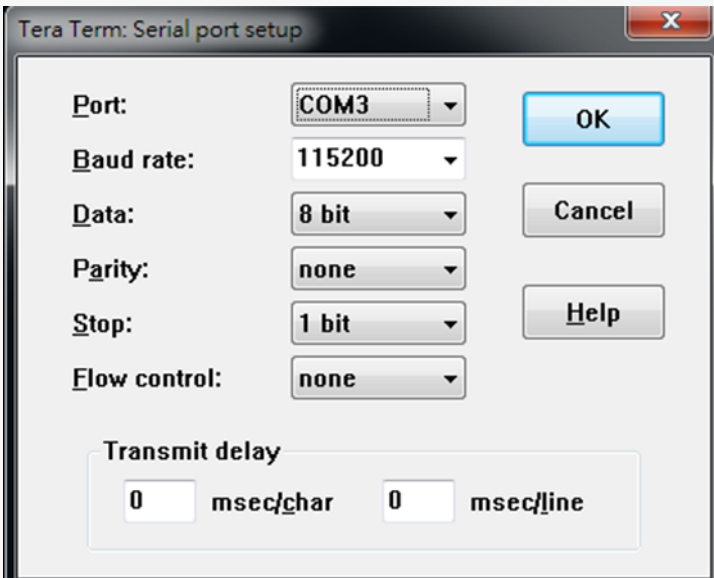 Tera Term: Serial port setup
Port: COM3 OK
Baud rate: 115200
Data: 8 bit Cancel
Parity: none
Stop: 1 bit Help
Flow control: none
Transmit delay
0 msec/char 0 msec/line